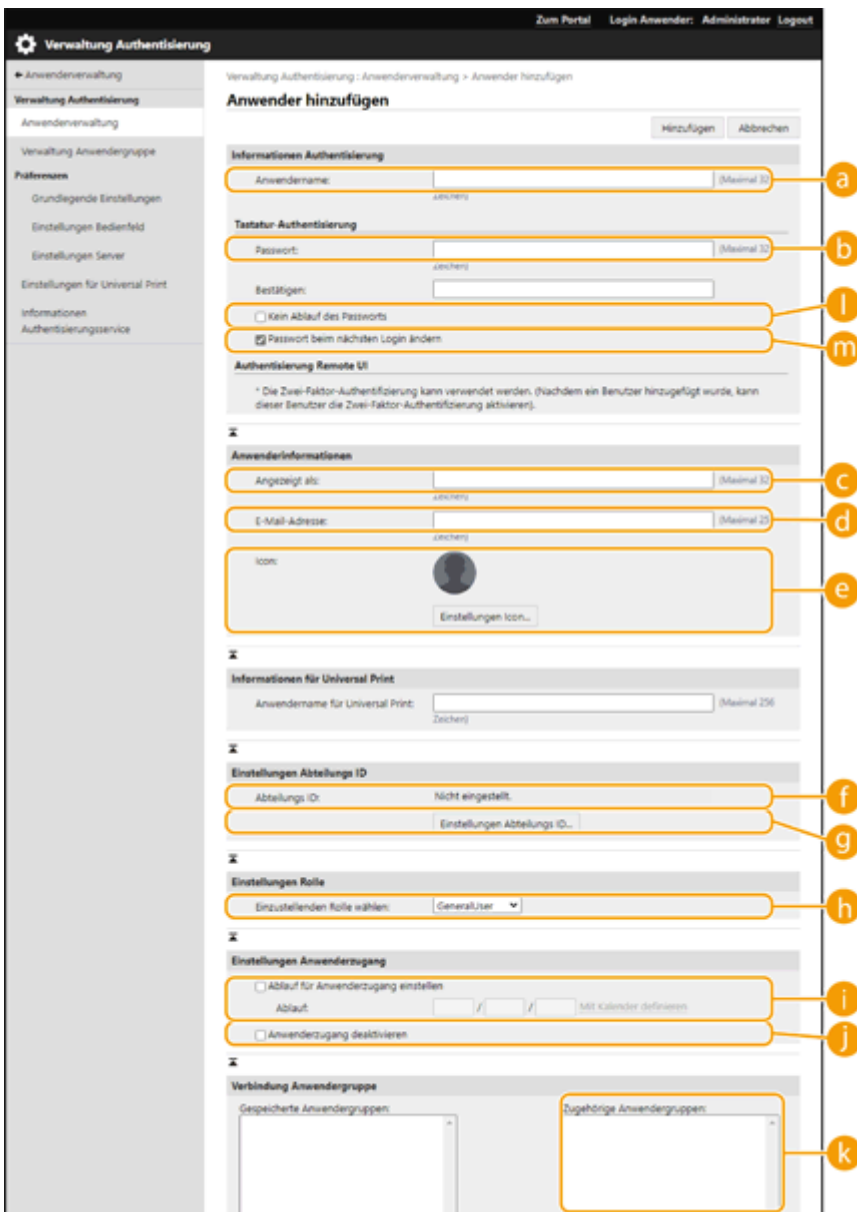 Zum Portal Login Anwender: Administrator Logout
Verwaltung Authentisierung
Anwenderverwaltung
Verwaltung Authentisierung
Anwenderverwaltung
Verwaltung Anwendergruppe
Präferenzen
Grundlegende Einstellungen
Einstellungen Bedienfeld
Einstellungen Server
Einstellungen für Universal Print
Informationen
Authentisierungsservice
Verwaltung Authentisierung : Anwenderverwaltung > Anwender hinzufügen
Anwender hinzufügen
Hinzufügen Abbrechen
Informationen Authentisierung
Anwendername: (Maximal 32 a
Zeichen)
Tastatur-Authentisierung
Passwort: (Maximal 32 b
Zeichen)
Bestätigen:
Kein Ablauf des Passworts l
Passwort beim nächsten Login ändern m
Authentisierung Remote UI
* Die Zwei-Faktor-Authentifizierung kann verwendet werden. (Nachdem ein Benutzer hinzugefügt wurde, kann
dieser Benutzer die Zwei-Faktor-Authentifizierung aktivieren).
Anwenderinformationen
Angezeigt als: (Maximal 32 c
Zeichen)
E-Mail-Adresse: (Maximal 25 d
Zeichen)
Icon: e
Einstellungen Icon...
Informationen für Universal Print
Anwendername für Universal Print: (Maximal 256
Zeichen)
Einstellungen Abteilungs ID
Abteilungs ID: Nicht eingestellt. f
Einstellungen Abteilungs ID... g
Einstellungen Rolle
Einzustellenden Rolle wählen: GeneralUser h
Einstellungen Anwenderzugang
Ablauf für Anwenderzugang einstellen
Ablauf: / / Mit Kalender definieren i
Anwenderzugang deaktivieren j
Verbindung Anwendergruppe
Gespeicherte Anwendergruppen: Zugehörige Anwendergruppen:
k